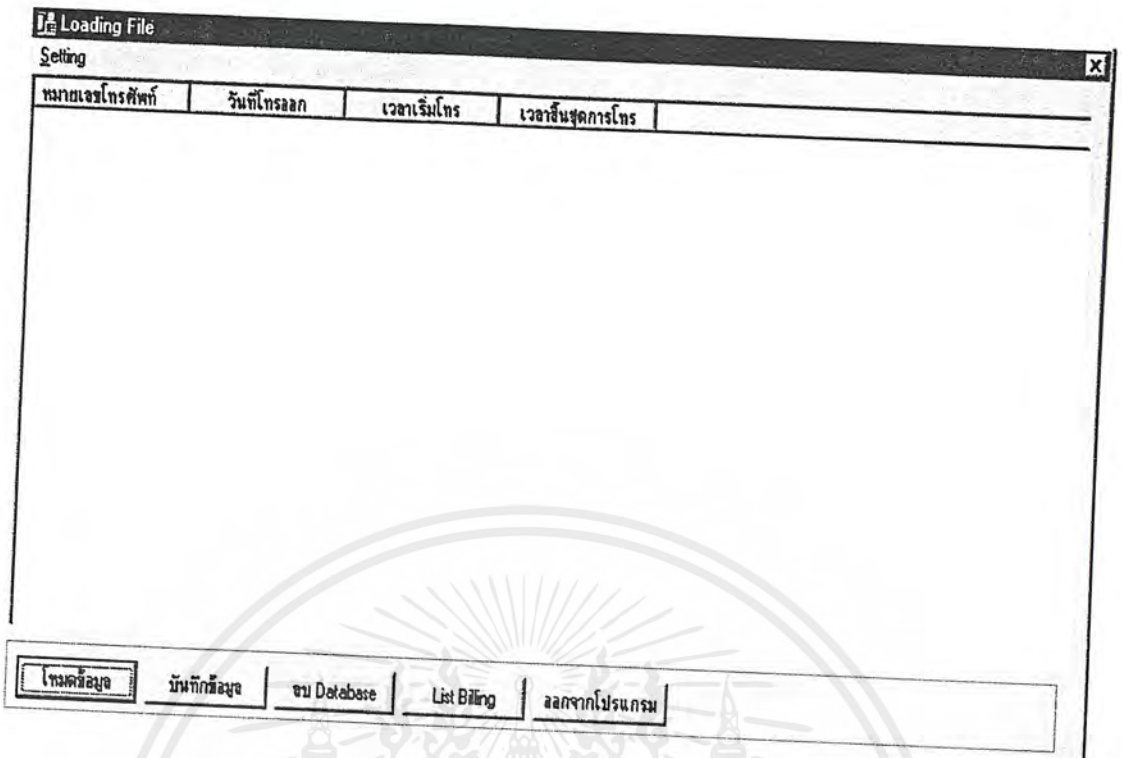 Loading File
Setting
หมายเลขโทรศัพท์ วันที่โทรออก เวลาเริ่มโทร เวลาสิ้นสุดการโทร
โหลดข้อมูล บันทึกข้อมูล ลบ Database List Billing ออกจากโปรแกรม